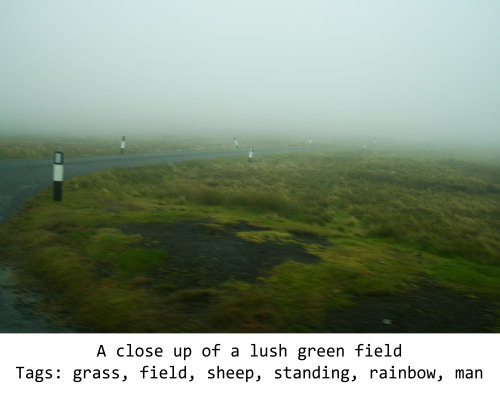 A close up of a lush green field
Tags: grass, field, sheep, standing, rainbow, man